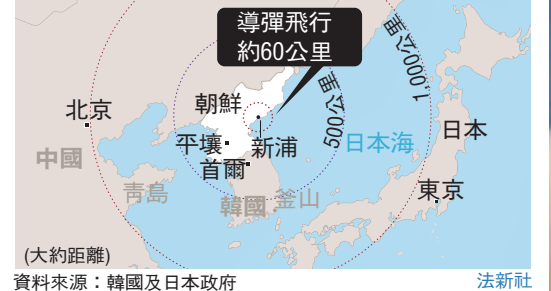 導彈飛行
約60公里
1,000公里
500公里
北京
朝鮮
平壤
新浦
首爾
日本海
日本
中國
青島
韓國
釜山
東京
(大約距離)
資料來源：韓國及日本政府
法新社